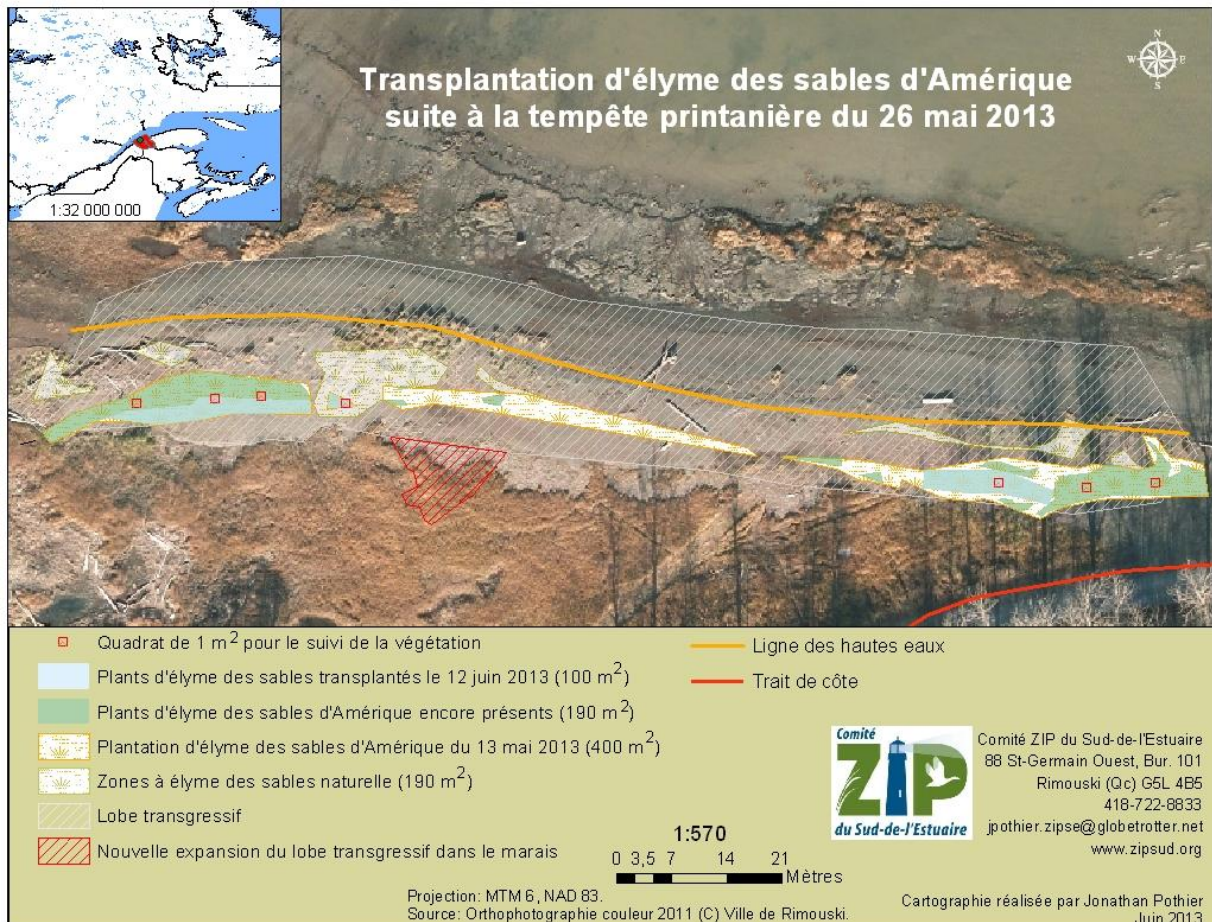 Transplantation d'élyme des sables d'Amérique
suite à la tempête printanière du 26 mai 2013
N
W E
S
1:32 000 000
Quadrat de 1 m² pour le suivi de la végétation
Plants d'élyme des sables transplantés le 12 juin 2013 (100 m²)
Plants d'élyme des sables d'Amérique encore présents (190 m²)
Plantation d'élyme des sables d'Amérique du 13 mai 2013 (400 m²)
Zones à élyme des sables naturelle (190 m²)
Lobe transgressif
Nouvelle expansion du lobe transgressif dans le marais
Ligne des hautes eaux
Trait de côte
1:570
0 3,5 7 14 21
Mètres
Projection: MTM 6, NAD 83.
Source: Orthophotographie couleur 2011 (C) Ville de Rimouski.
Comité
ZIP
du Sud-de-l'Estuaire
Comité ZIP du Sud-de-l'Estuaire
88 St-Germain Ouest, Bur. 101
Rimouski (Qc) G5L 4B5
418-722-8833
jpothier.zipse@globetrotter.net
www.zipsud.org
Cartographie réalisée par Jonathan Pothier
Juin 2013